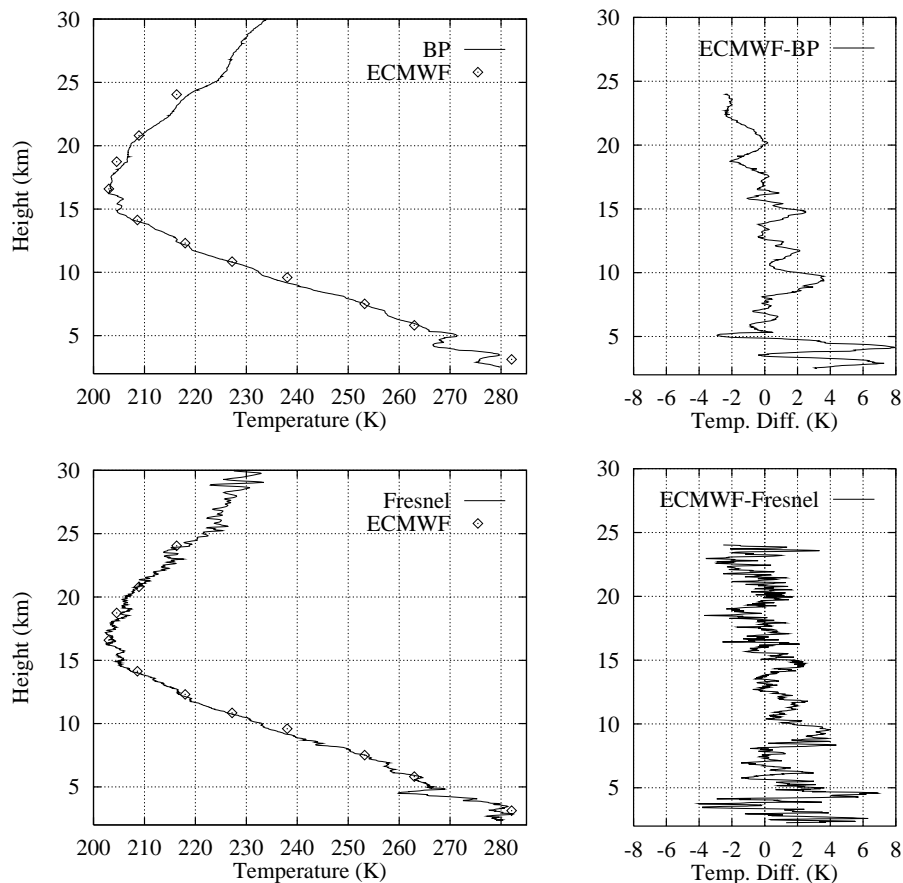 30
25
20
15
10
5
Height (km)
BP
ECMWF
200 210 220 230 240 250 260 270 280
Temperature (K)
30
25
20
15
10
5
ECMWF-BP
-8 -6 -4 -2 0 2 4 6 8
Temp. Diff. (K)
30
25
20
15
10
5
Height (km)
Fresnel
ECMWF
200 210 220 230 240 250 260 270 280
Temperature (K)
30
25
20
15
10
5
ECMWF-Fresnel
-8 -6 -4 -2 0 2 4 6 8
Temp. Diff. (K)